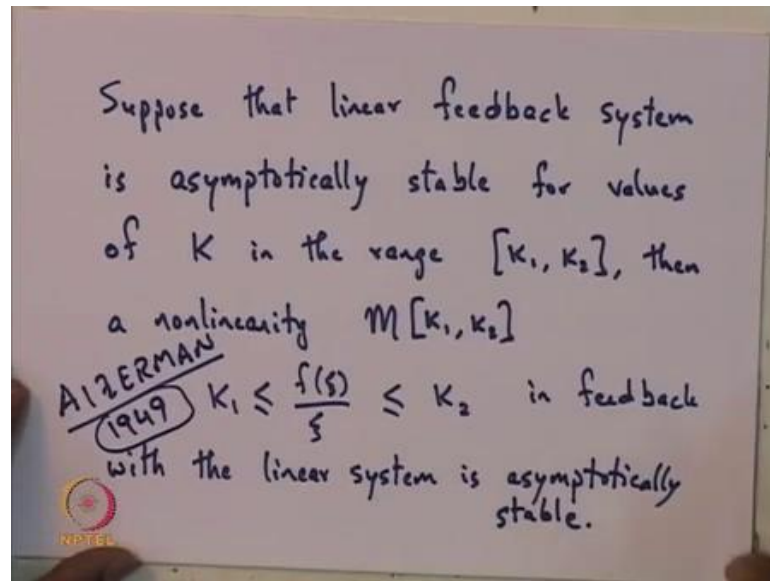 Suppose that linear feedback system
is asymptotically stable for values
of K in the range [K₁, K₂], then
a nonlinearity M[K₁, K₂]
AIZERMAN
1949
K₁ ≤ f(ξ)/ξ ≤ K₂ in feedback
with the linear system is asymptotically
stable.
NPTEL